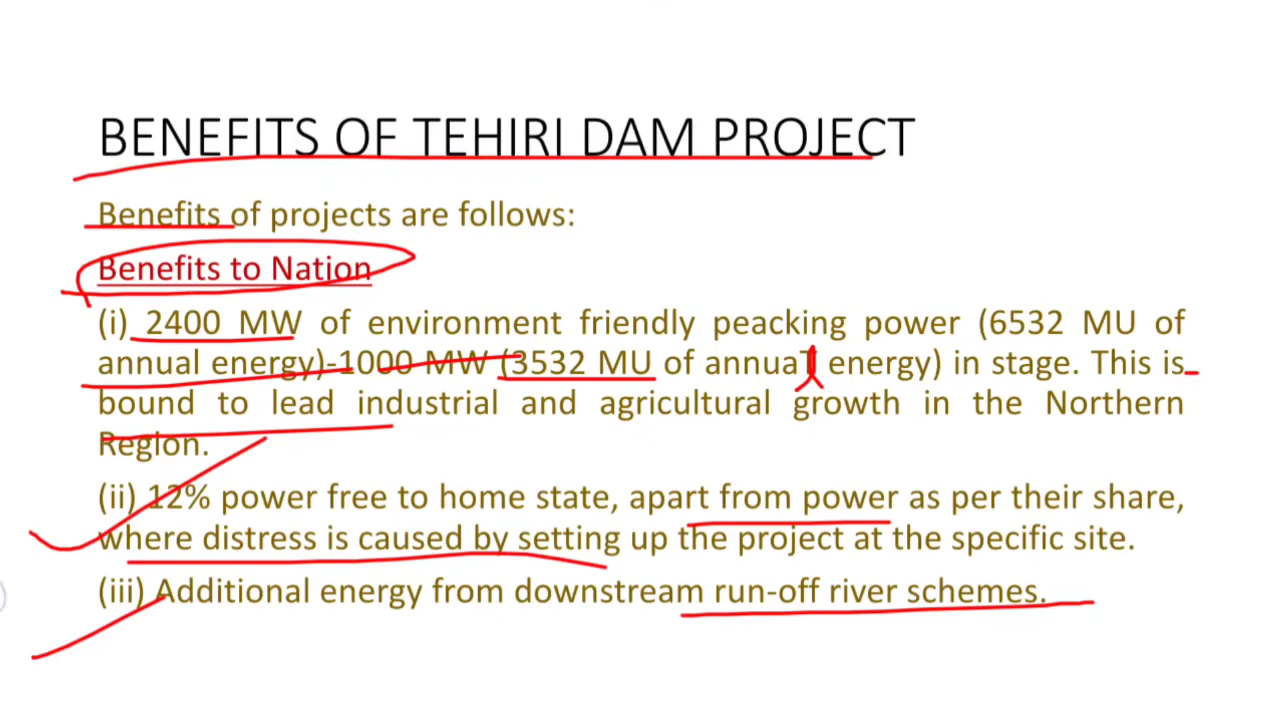 BENEFITS OF TEHIRI DAM PROJECT
Benefits of projects are follows:
Benefits to Nation
(i) 2400 MW of environment friendly peacking power (6532 MU of
annual energy)-1000 MW (3532 MU of annual energy) in stage. This is
bound to lead industrial and agricultural growth in the Northern
Region.
(ii) 12% power free to home state, apart from power as per their share,
where distress is caused by setting up the project at the specific site.
(iii) Additional energy from downstream run-off river schemes.